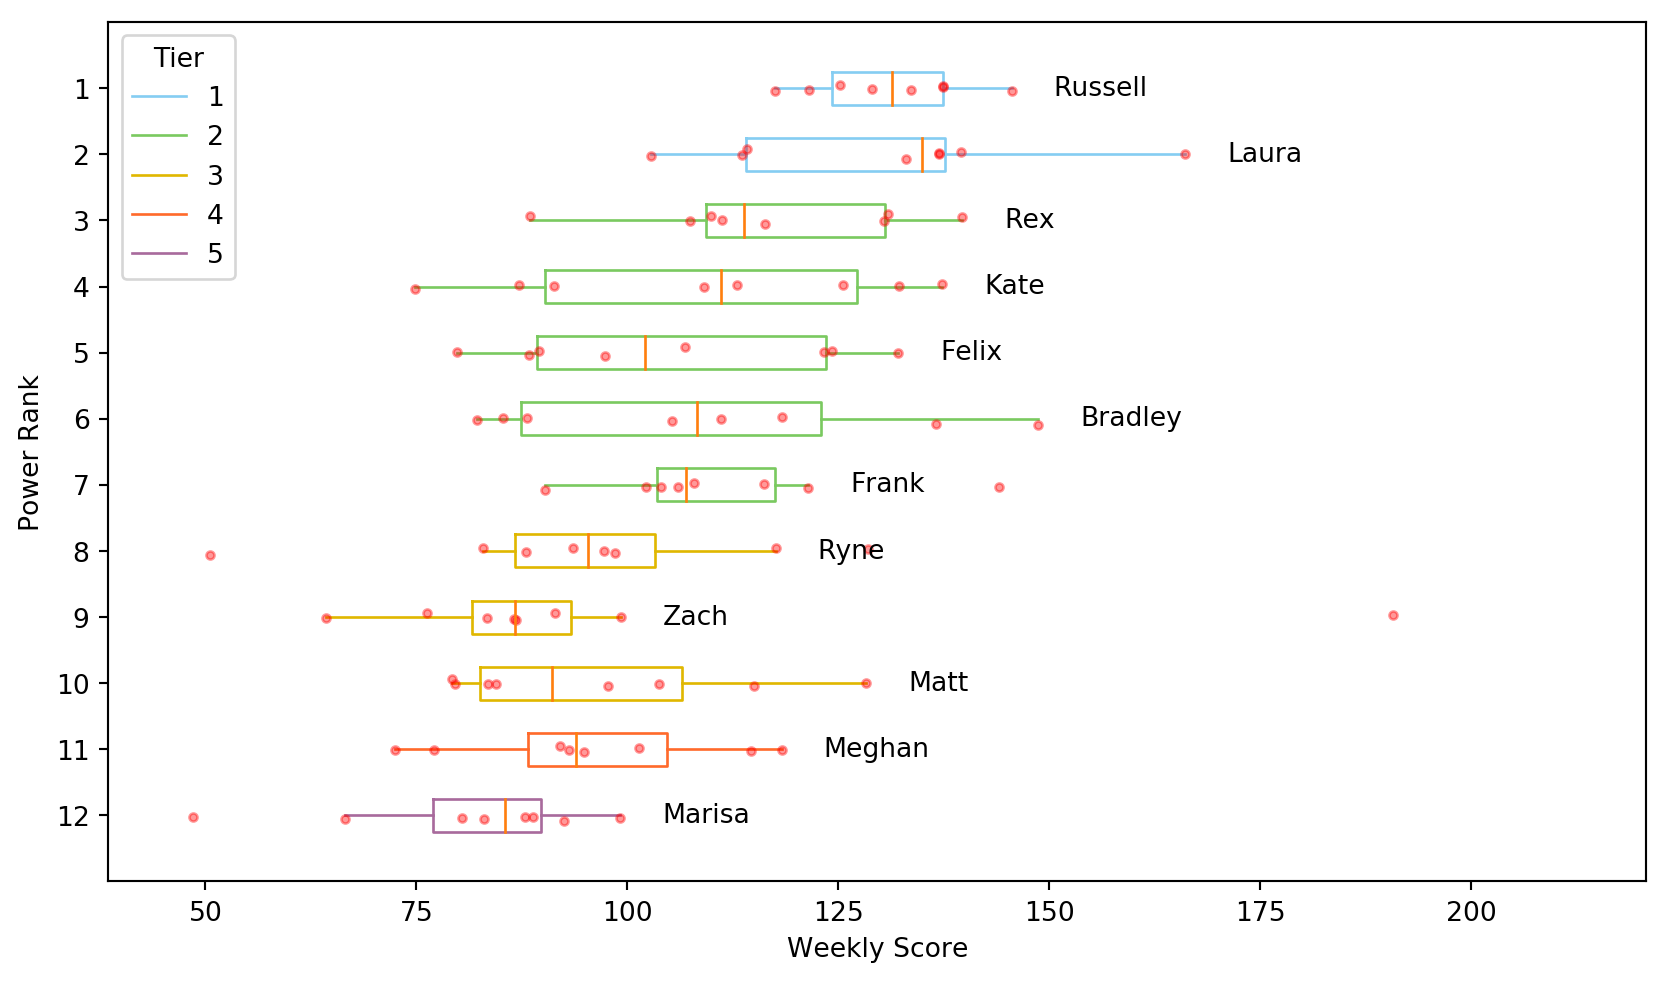 Tier
1
2
3
4
5
Power Rank
1
2
3
4
5
6
7
8
9
10
11
12
Russell
Laura
Rex
Kate
Felix
Bradley
Frank
Ryne
Zach
Matt
Meghan
Marisa
50 75 100 125 150 175 200
Weekly Score